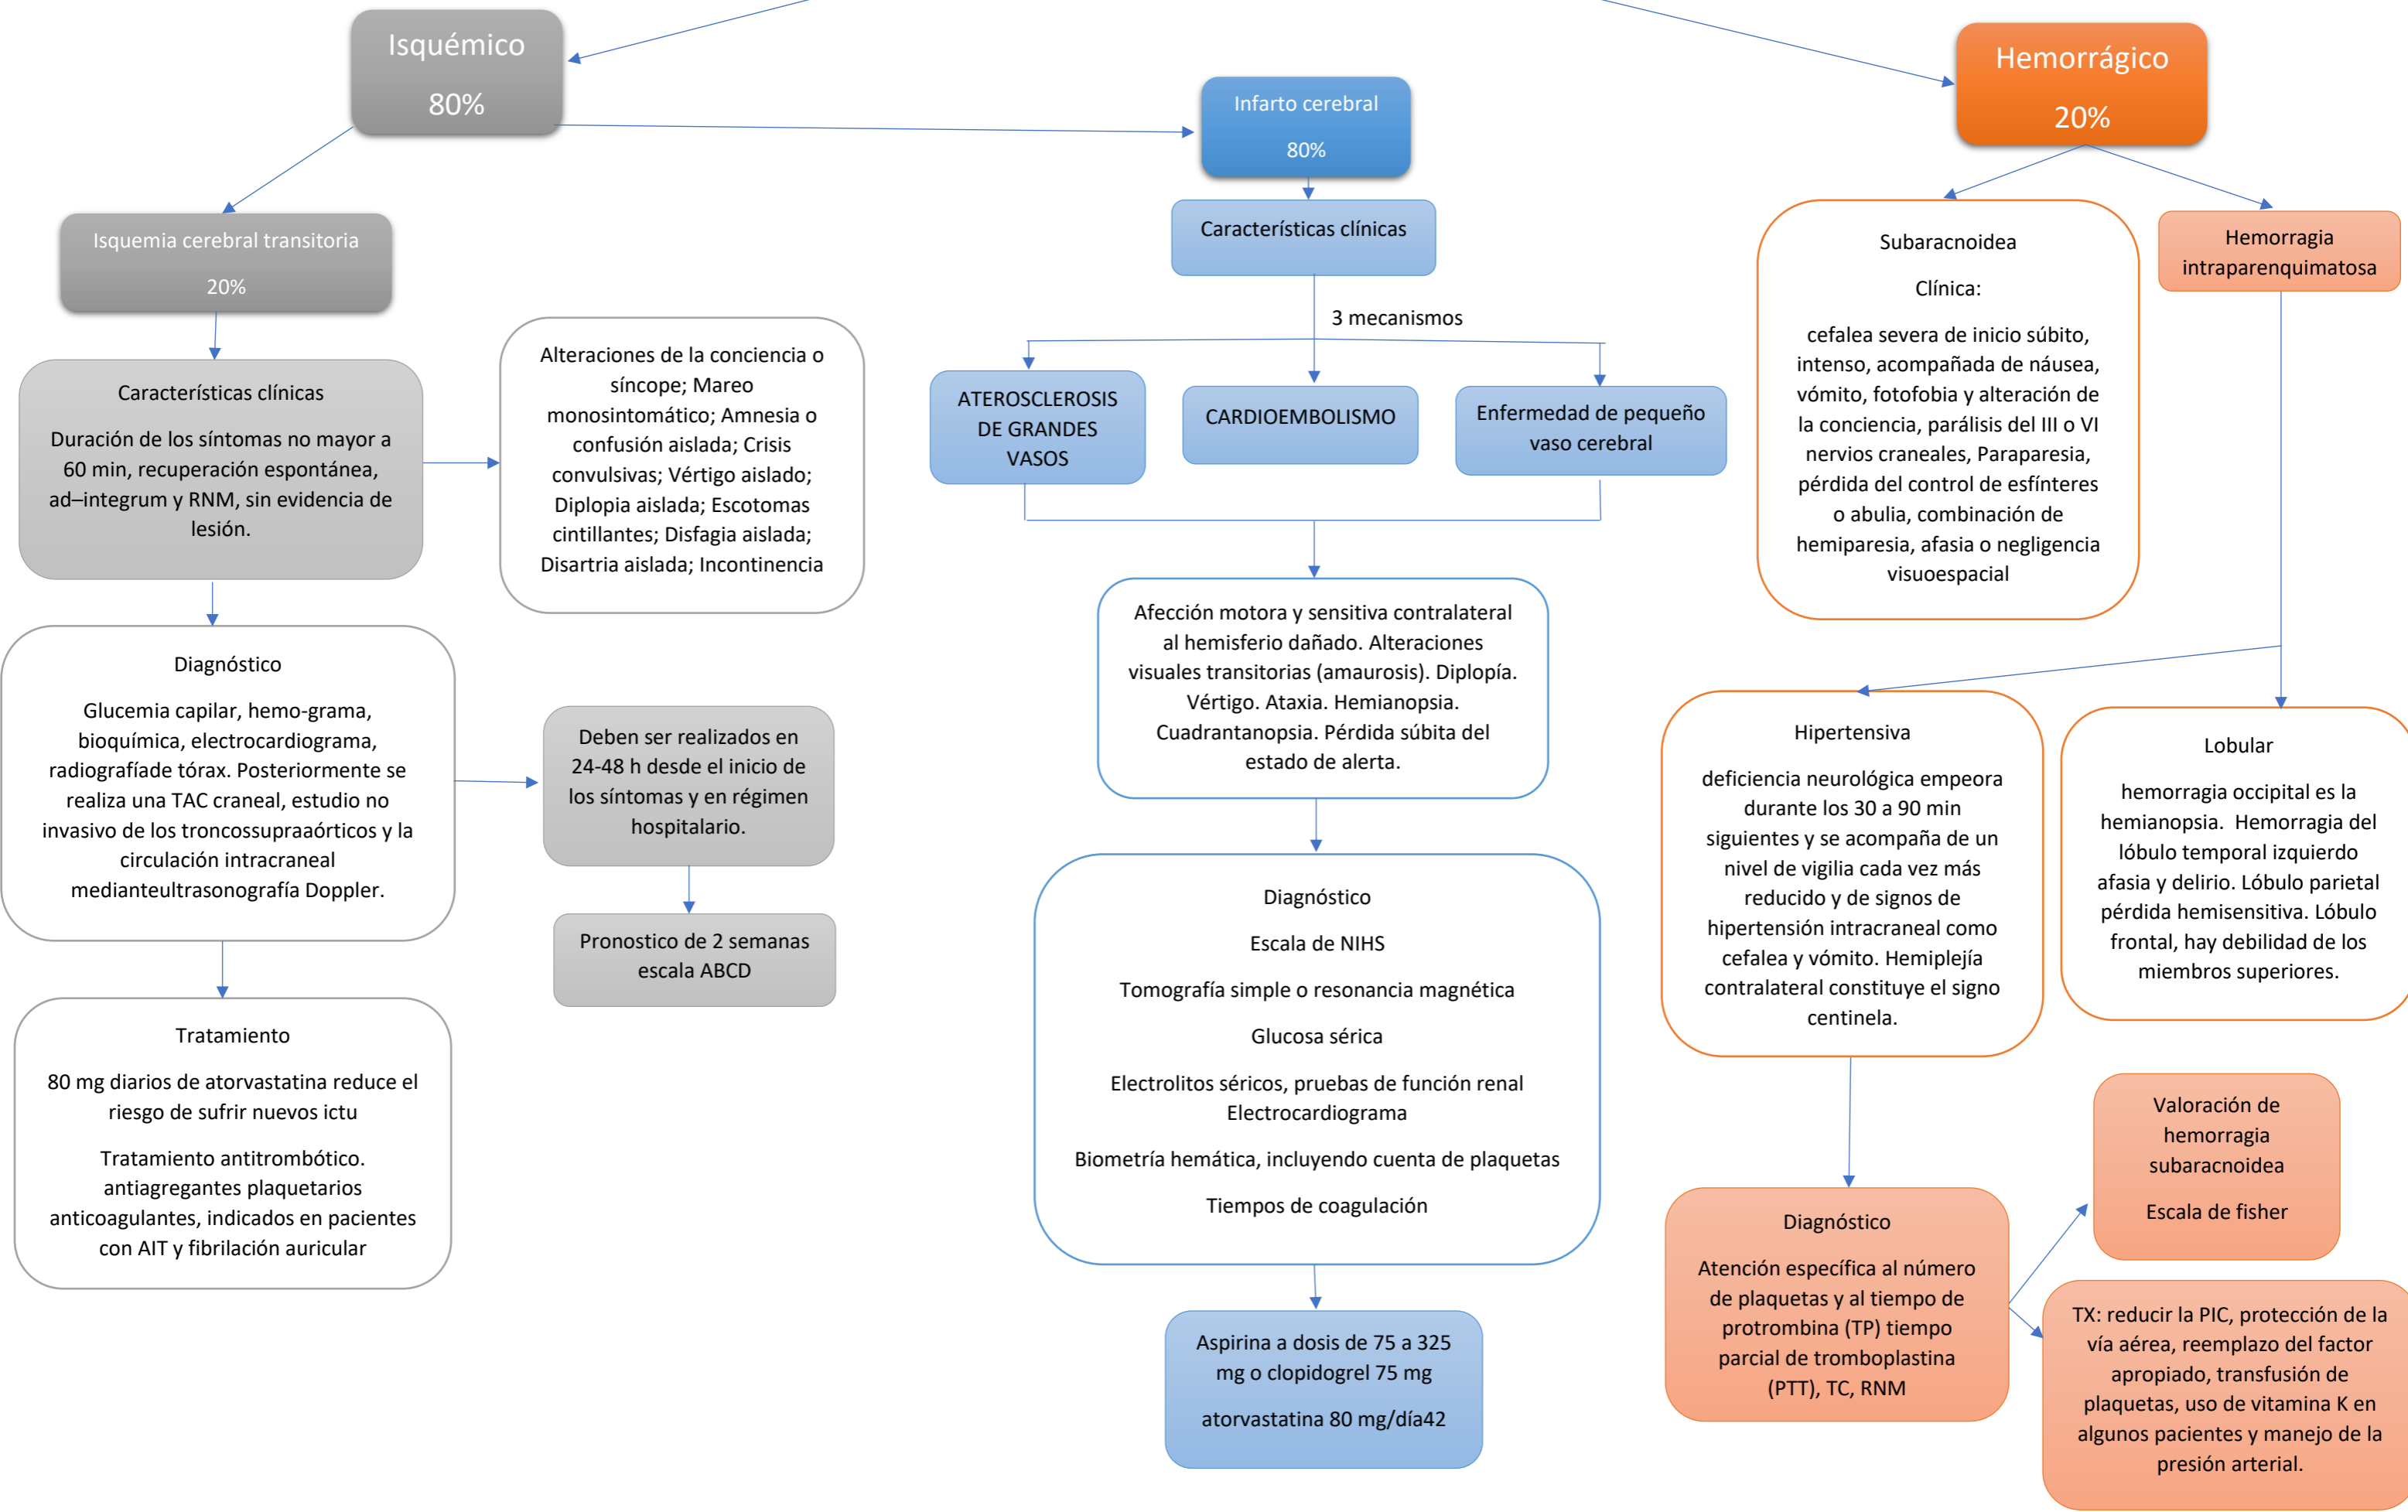 Isquémico
80%
Isquemia cerebral transitoria
20%
Características clínicas
Duración de los síntomas no mayor a
60 min, recuperación espontánea,
ad–integrum y RNM, sin evidencia de
lesión.
Alteraciones de la conciencia o
síncope; Mareo
monosintomático; Amnesia o
confusión aislada; Crisis
convulsivas; Vértigo aislado;
Diplopia aislada; Escotomas
cintillantes; Disfagia aislada;
Disartria aislada; Incontinencia
Diagnóstico
Glucemia capilar, hemo-grama,
bioquímica, electrocardiograma,
radiografíade tórax. Posteriormente se
realiza una TAC craneal, estudio no
invasivo de los troncossupraaórticos y la
circulación intracraneal
medianteultrasonografía Doppler.
Deben ser realizados en
24-48 h desde el inicio de
los síntomas y en régimen
hospitalario.
Pronostico de 2 semanas
escala ABCD
Tratamiento
80 mg diarios de atorvastatina reduce el
riesgo de sufrir nuevos ictu
Tratamiento antitrombótico.
antiagregantes plaquetarios
anticoagulantes, indicados en pacientes
con AIT y fibrilación auricular
Infarto cerebral
80%
Características clínicas
3 mecanismos
ATEROSCLEROSIS
DE GRANDES
VASOS
CARDIOEMBOLISMO
Enfermedad de pequeño
vaso cerebral
Afección motora y sensitiva contralateral
al hemisferio dañado. Alteraciones
visuales transitorias (amaurosis). Diplopía.
Vértigo. Ataxia. Hemianopsia.
Cuadrantanopsia. Pérdida súbita del
estado de alerta.
Diagnóstico
Escala de NIHS
Tomografía simple o resonancia magnética
Glucosa sérica
Electrolitos séricos, pruebas de función renal
Electrocardiograma
Biometría hemática, incluyendo cuenta de plaquetas
Tiempos de coagulación
Aspirina a dosis de 75 a 325
mg o clopidogrel 75 mg
atorvastatina 80 mg/día42
Hemorrágico
20%
Subaracnoidea
Clínica:
cefalea severa de inicio súbito,
intenso, acompañada de náusea,
vómito, fotofobia y alteración de
la conciencia, parálisis del III o VI
nervios craneales, Paraparesia,
pérdida del control de esfínteres
o abulia, combinación de
hemiparesia, afasia o negligencia
visuoespacial
Hemorragia
intraparenquimatosa
Hipertensiva
deficiencia neurológica empeora
durante los 30 a 90 min
siguientes y se acompaña de un
nivel de vigilia cada vez más
reducido y de signos de
hipertensión intracraneal como
cefalea y vómito. Hemiplejía
contralateral constituye el signo
centinela.
Lobular
hemorragia occipital es la
hemianopsia. Hemorragia del
lóbulo temporal izquierdo
afasia y delirio. Lóbulo parietal
pérdida hemisensitiva. Lóbulo
frontal, hay debilidad de los
miembros superiores.
Diagnóstico
Atención específica al número
de plaquetas y al tiempo de
protrombina (TP) tiempo
parcial de tromboplastina
(PTT), TC, RNM
Valoración de
hemorragia
subaracnoidea
Escala de fisher
TX: reducir la PIC, protección de la
vía aérea, reemplazo del factor
apropiado, transfusión de
plaquetas, uso de vitamina K en
algunos pacientes y manejo de la
presión arterial.